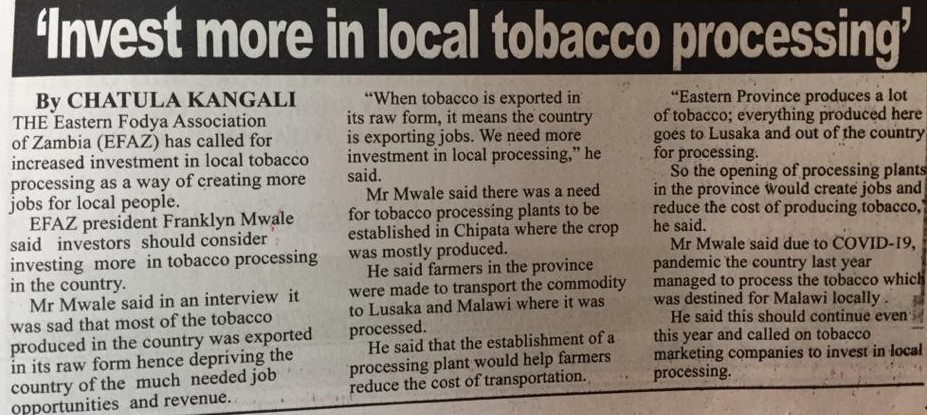 'Invest more in local tobacco processing'
By CHATULA KANGALI
THE Eastern Fodya Association
of Zambia (EFAZ) has called for
increased investment in local tobacco
processing as a way of creating more
jobs for local people.
EFAZ president Franklyn Mwale
said investors should consider
investing more in tobacco processing
in the country.
Mr Mwale said in an interview it
was sad that most of the tobacco
produced in the country was exported
in its raw form hence depriving the
country of the much needed job
opportunities and revenue.
"When tobacco is exported in
its raw form, it means the country
is exporting jobs. We need more
investment in local processing," he
said.
Mr Mwale said there was a need
for tobacco processing plants to be
established in Chipata where the crop
was mostly produced.
He said farmers in the province
were made to transport the commodity
to Lusaka and Malawi where it was
processed.
He said that the establishment of a
processing plant would help farmers
reduce the cost of transportation.
"Eastern Province produces a lot
of tobacco; everything produced here
goes to Lusaka and out of the country
for processing.
So the opening of processing plants
in the province would create jobs and
reduce the cost of producing tobacco,
he said.
Mr Mwale said due to COVID-19,
pandemic the country last year
managed to process the tobacco which
was destined for Malawi locally.
He said this should continue even
this year and called on tobacco
marketing companies to invest in local
processing.